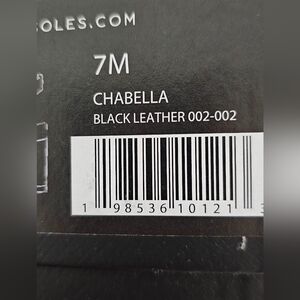 OLES.COM
7M
CHABELLA
BLACK LEATHER 002-002
1 98536 10121